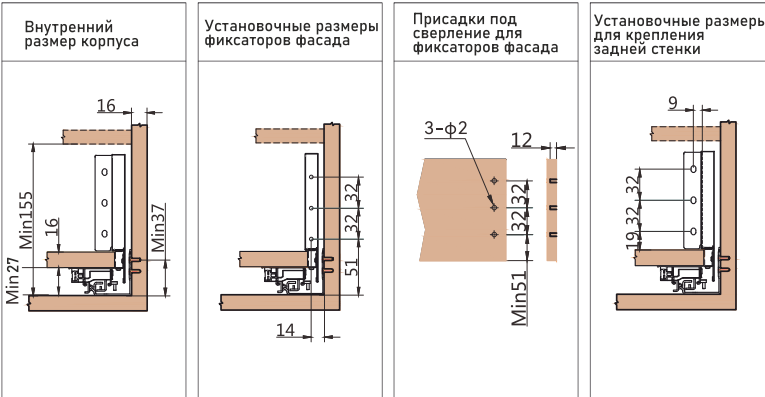 Внутренний
размер корпуса
Установочные размеры
фиксаторов фасада
Присадки под
сверление для
фиксаторов фасада
Установочные размеры
для крепления
задней стенки
16
Min155
16
Min27
Min37
32
32
51
14
3-ф2
12
32
32
Min51
9
32
32
19